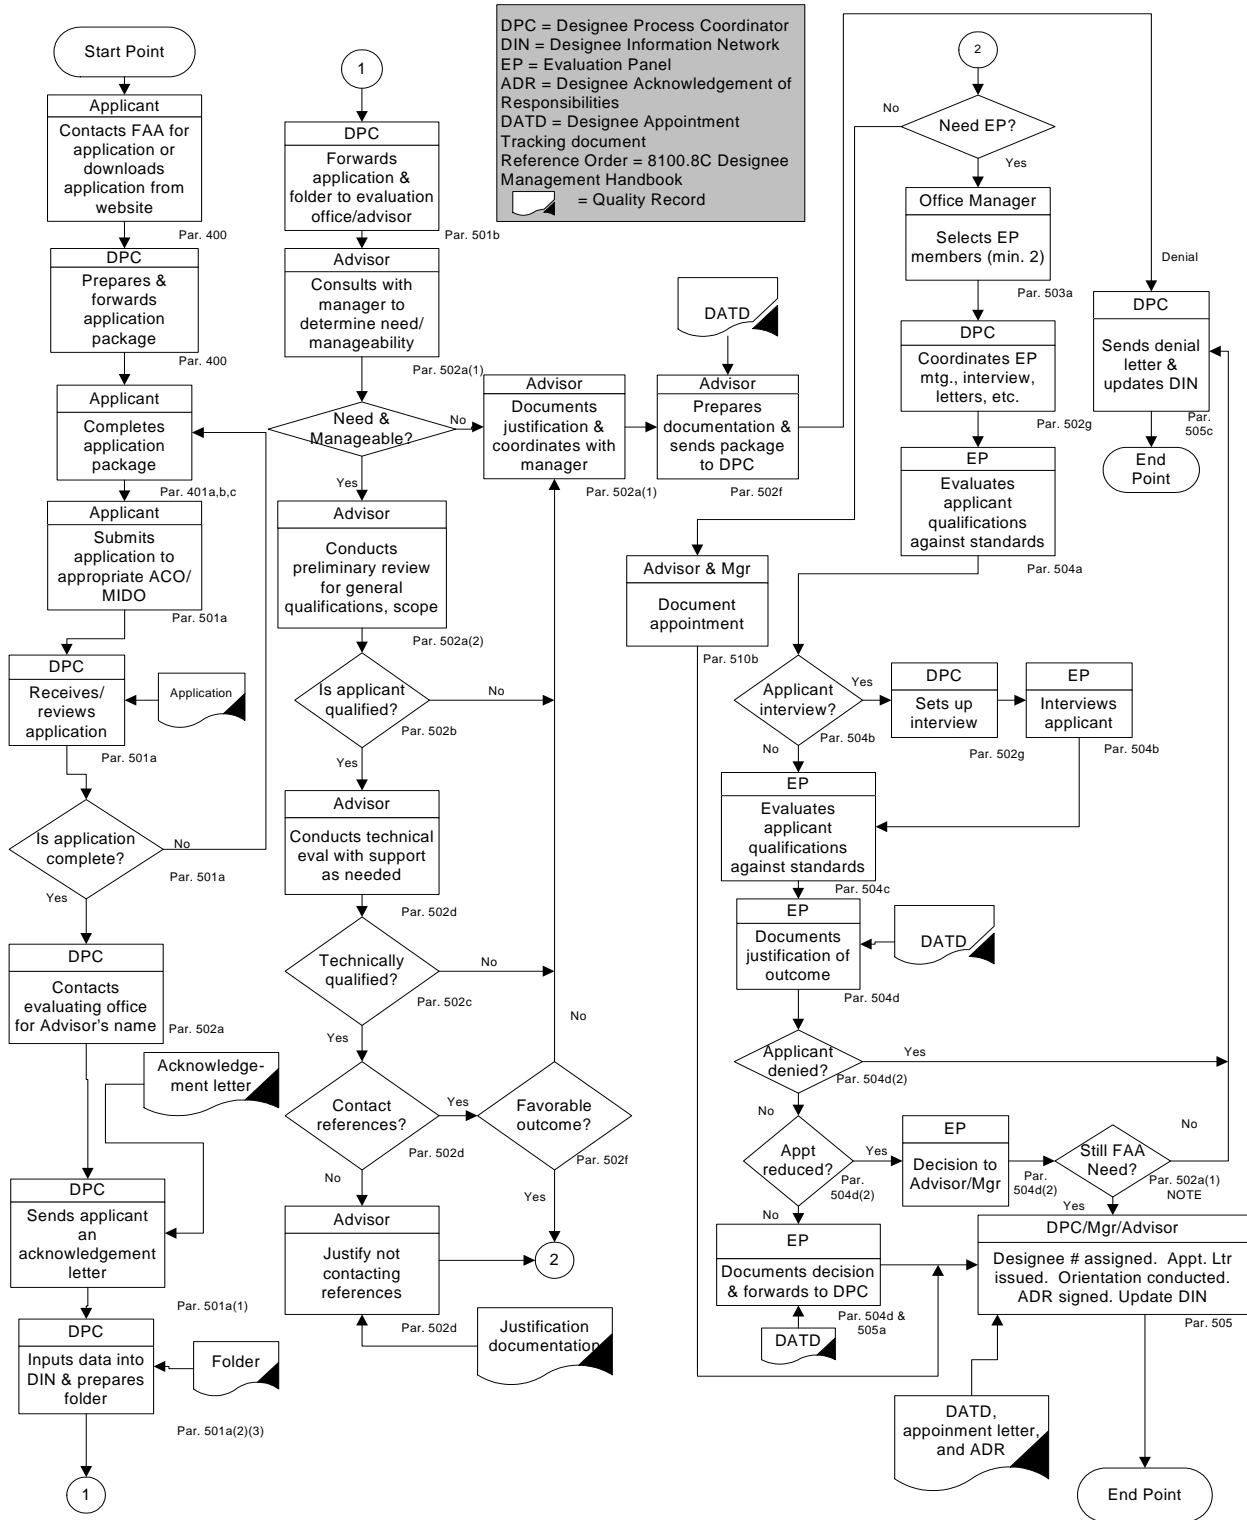 Start Point
Applicant
Contacts FAA for
application or
downloads
application from
website
Par. 400
DPC
Prepares &
forwards
application
package
Par. 400
Applicant
Completes
application
package
Par. 401a,b,c
Applicant
Submits
application to
appropriate ACO/
MIDO
Par. 501a
DPC
Receives/
reviews
application
Application
Par. 501a
Is application
complete?
No
Par. 501a
Yes
DPC
Contacts
evaluating office
for Advisor's name
Par. 502a
Acknowledge-
ment letter
DPC
Sends applicant
an
acknowledgement
letter
Par. 501a(1)
DPC
Inputs data into
DIN & prepares
folder
Folder
Par. 501a(2)(3)
1
1
DPC
Forwards
application &
folder to evaluation
office/advisor
Par. 501b
Advisor
Consults with
manager to
determine need/
manageability
Par. 502a(1)
Need &
Manageable?
No
Yes
Advisor
Documents
justification &
coordinates with
manager
Par. 502a(1)
DATD
Advisor
Prepares
documentation &
sends package
to DPC
Par. 502f
Advisor
Conducts
preliminary review
for general
qualifications, scope
Par. 502a(2)
Is applicant
qualified?
No
Par. 502b
Yes
Advisor
Conducts technical
eval with support
as needed
Par. 502d
Technically
qualified?
No
Par. 502c
Yes
Contact
references?
Yes
Par. 502d
No
Favorable
outcome?
No
Par. 502f
Yes
2
Advisor
Justify not
contacting
references
Par. 502d
Justification
documentation
DPC = Designee Process Coordinator
DIN = Designee Information Network
EP = Evaluation Panel
ADR = Designee Acknowledgement of
Responsibilities
DATD = Designee Appointment
Tracking document
Reference Order = 8100.8C Designee
Management Handbook
= Quality Record
2
Need EP?
No
Yes
Office Manager
Selects EP
members (min. 2)
Par. 503a
DPC
Coordinates EP
mtg., interview,
letters, etc.
Par. 502g
EP
Evaluates
applicant
qualifications
against standards
Par. 504a
Denial
DPC
Sends denial
letter &
updates DIN
Par.
505c
End
Point
Advisor & Mgr
Document
appointment
Par. 510b
Applicant
interview?
Yes
Par. 504b
No
DPC
Sets up
interview
Par. 502g
EP
Interviews
applicant
Par. 504b
EP
Evaluates
applicant
qualifications
against standards
Par. 504c
EP
Documents
justification of
outcome
DATD
Par. 504d
Applicant
denied?
Yes
Par. 504d(2)
No
Appt
reduced?
Yes
Par.
504d(2)
No
EP
Decision to
Advisor/Mgr
Par.
504d(2)
Still FAA
Need?
No
Par. 502a(1)
NOTE
Yes
EP
Documents decision
& forwards to DPC
Par. 504d &
505a
DATD
DPC/Mgr/Advisor
Designee # assigned. Appt. Ltr
issued. Orientation conducted.
ADR signed. Update DIN
Par. 505
DATD,
appoinment letter,
and ADR
End Point